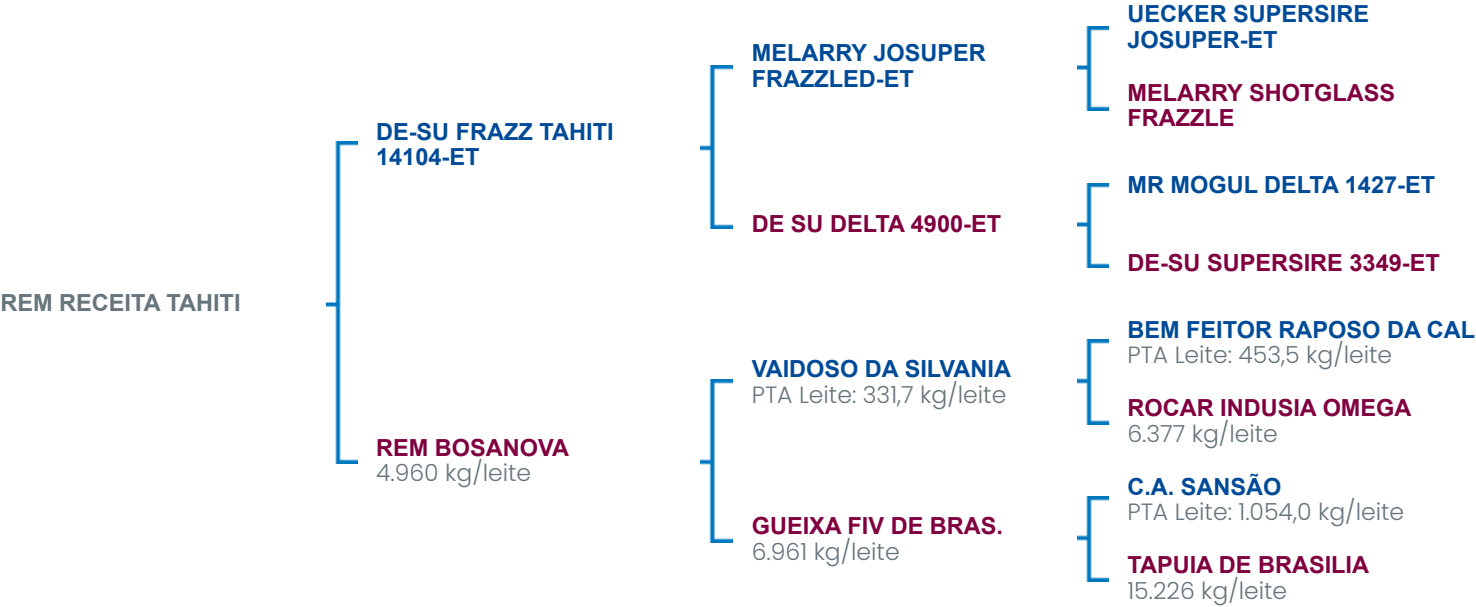 UECKER SUPERSIRE
JOSUPER-ET
MELARRY JOSUPER
FRAZZLED-ET
MELARRY SHOTGLASS
FRAZZLE
DE-SU FRAZZ TAHITI
14104-ET
MR MOGUL DELTA 1427-ET
DE SU DELTA 4900-ET
DE-SU SUPERSIRE 3349-ET
REM RECEITA TAHITI
BEM FEITOR RAPOSO DA CAL
PTA Leite: 453,5 kg/leite
VAIDOSO DA SILVANIA
PTA Leite: 331,7 kg/leite
ROCAR INDUSIA OMEGA
6.377 kg/leite
REM BOSANOVA
4.960 kg/leite
C.A. SANSÃO
PTA Leite: 1.054,0 kg/leite
GUEIXA FIV DE BRAS.
6.961 kg/leite
TAPUIA DE BRASILIA
15.226 kg/leite